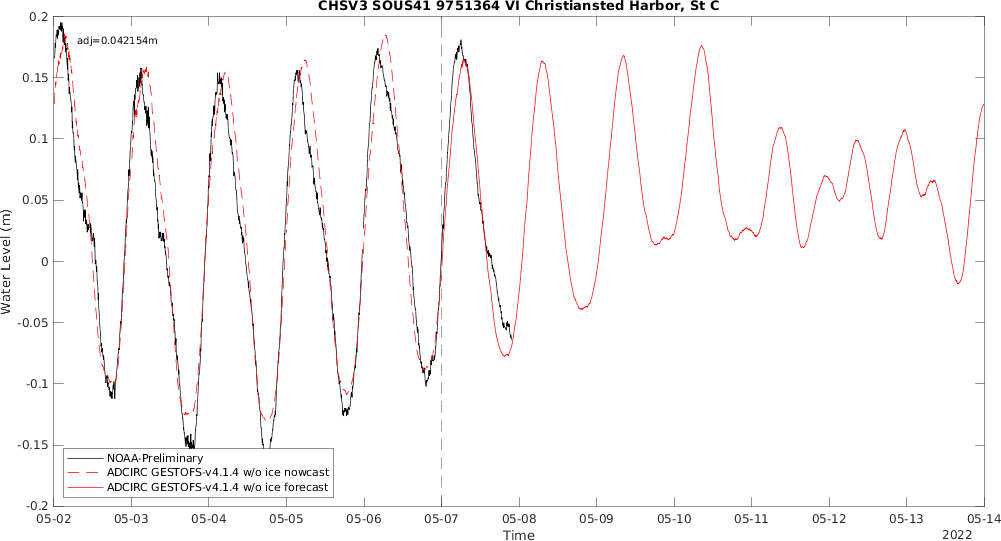 CHSV3 SOUS41 9751364 VI Christiansted Harbor, St C
adj=0.042154m
0.2
0.15
0.1
0.05
0
-0.05
-0.1
-0.15
-0.2
Water Level (m)
NOAA-Preliminary
ADCIRC GESTOFS-v4.1.4 w/o ice nowcast
ADCIRC GESTOFS-v4.1.4 w/o ice forecast
05-02 05-03 05-04 05-05 05-06 05-07 05-08 05-09 05-10 05-11 05-12 05-13 05-14
Time
2022